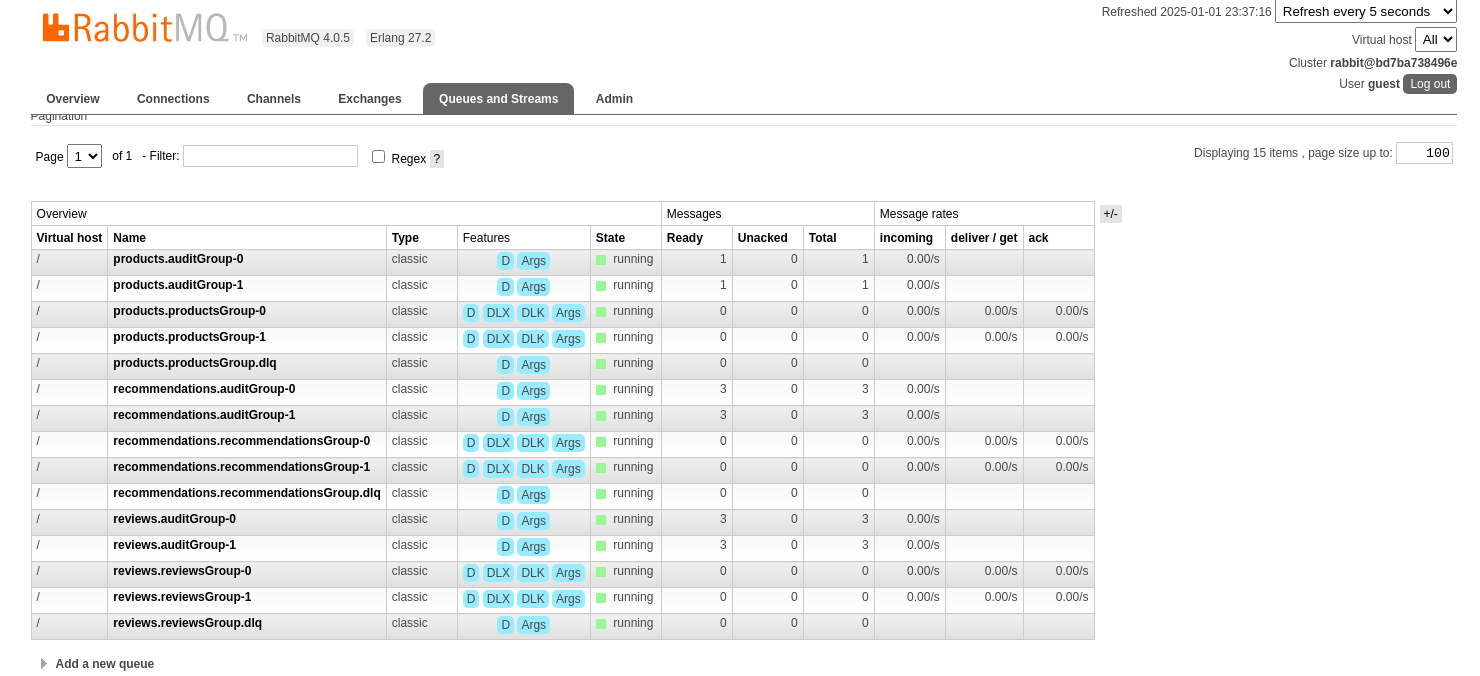 RabbitMQ TM RabbitMQ 4.0.5 Erlang 27.2
Refreshed 2025-01-01 23:37:16 Refresh every 5 seconds
Virtual host All
Cluster rabbit@bd7ba738496e
User guest Log out
Overview Connections Channels Exchanges Queues and Streams Admin
Pagination
Page 1 of 1 - Filter: Regex ? Displaying 15 items , page size up to: 100
Overview Messages Message rates +/-
Virtual host Name Type Features State Ready Unacked Total incoming deliver / get ack
/ products.auditGroup-0 classic D Args running 1 0 1 0.00/s
/ products.auditGroup-1 classic D Args running 1 0 1 0.00/s
/ products.productsGroup-0 classic D DLX DLK Args running 0 0 0 0.00/s 0.00/s 0.00/s
/ products.productsGroup-1 classic D DLX DLK Args running 0 0 0 0.00/s 0.00/s 0.00/s
/ products.productsGroup.dlq classic D Args running 0 0 0
/ recommendations.auditGroup-0 classic D Args running 3 0 3 0.00/s
/ recommendations.auditGroup-1 classic D Args running 3 0 3 0.00/s
/ recommendations.recommendationsGroup-0 classic D DLX DLK Args running 0 0 0 0.00/s 0.00/s 0.00/s
/ recommendations.recommendationsGroup-1 classic D DLX DLK Args running 0 0 0 0.00/s 0.00/s 0.00/s
/ recommendations.recommendationsGroup.dlq classic D Args running 0 0 0
/ reviews.auditGroup-0 classic D Args running 3 0 3 0.00/s
/ reviews.auditGroup-1 classic D Args running 3 0 3 0.00/s
/ reviews.reviewsGroup-0 classic D DLX DLK Args running 0 0 0 0.00/s 0.00/s 0.00/s
/ reviews.reviewsGroup-1 classic D DLX DLK Args running 0 0 0 0.00/s 0.00/s 0.00/s
/ reviews.reviewsGroup.dlq classic D Args running 0 0 0
Add a new queue